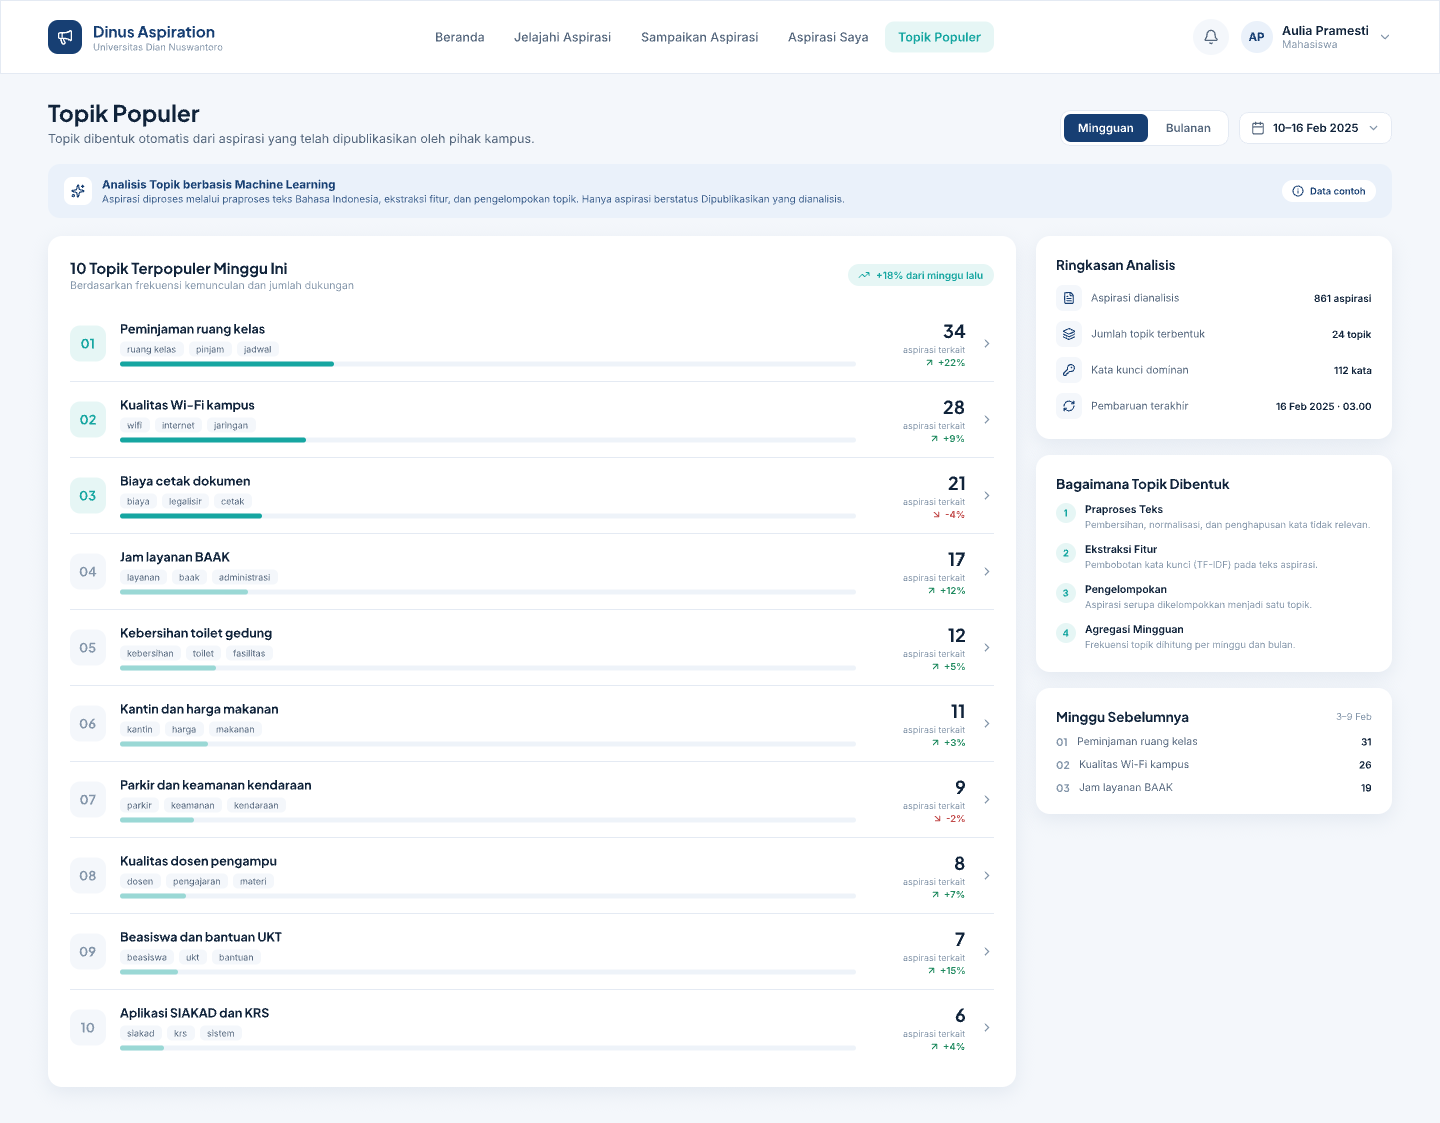 Dinus Aspiration
Universitas Dian Nuswantoro
Beranda
Jelajahi Aspirasi
Sampaikan Aspirasi
Aspirasi Saya
Topik Populer
AP
Aulia Pramesti
Mahasiswa
Topik Populer
Topik dibentuk otomatis dari aspirasi yang telah dipublikasikan oleh pihak kampus.
Mingguan
Bulanan
10–16 Feb 2025
Analisis Topik berbasis Machine Learning
Aspirasi diproses melalui praproses teks Bahasa Indonesia, ekstraksi fitur, dan pengelompokan topik. Hanya aspirasi berstatus Dipublikasikan yang dianalisis.
Data contoh
10 Topik Terpopuler Minggu Ini
Berdasarkan frekuensi kemunculan dan jumlah dukungan
+18% dari minggu lalu
01
Peminjaman ruang kelas
ruang kelas pinjam jadwal
34
aspirasi terkait
+22%
02
Kualitas Wi-Fi kampus
wifi internet jaringan
28
aspirasi terkait
+9%
03
Biaya cetak dokumen
biaya legalisir cetak
21
aspirasi terkait
-4%
04
Jam layanan BAAK
layanan baak administrasi
17
aspirasi terkait
+12%
05
Kebersihan toilet gedung
kebersihan toilet fasilitas
12
aspirasi terkait
+5%
06
Kantin dan harga makanan
kantin harga makanan
11
aspirasi terkait
+3%
07
Parkir dan keamanan kendaraan
parkir keamanan kendaraan
9
aspirasi terkait
-2%
08
Kualitas dosen pengampu
dosen pengajaran materi
8
aspirasi terkait
+7%
09
Beasiswa dan bantuan UKT
beasiswa ukt bantuan
7
aspirasi terkait
+15%
10
Aplikasi SIAKAD dan KRS
siakad krs sistem
6
aspirasi terkait
+4%
Ringkasan Analisis
Aspirasi dianalisis 861 aspirasi
Jumlah topik terbentuk 24 topik
Kata kunci dominan 112 kata
Pembaruan terakhir 16 Feb 2025 · 03.00
Bagaimana Topik Dibentuk
1 Praproses Teks
Pembersihan, normalisasi, dan penghapusan kata tidak relevan.
2 Ekstraksi Fitur
Pembobotan kata kunci (TF-IDF) pada teks aspirasi.
3 Pengelompokan
Aspirasi serupa dikelompokkan menjadi satu topik.
4 Agregasi Mingguan
Frekuensi topik dihitung per minggu dan bulan.
Minggu Sebelumnya 3–9 Feb
01 Peminjaman ruang kelas 31
02 Kualitas Wi-Fi kampus 26
03 Jam layanan BAAK 19